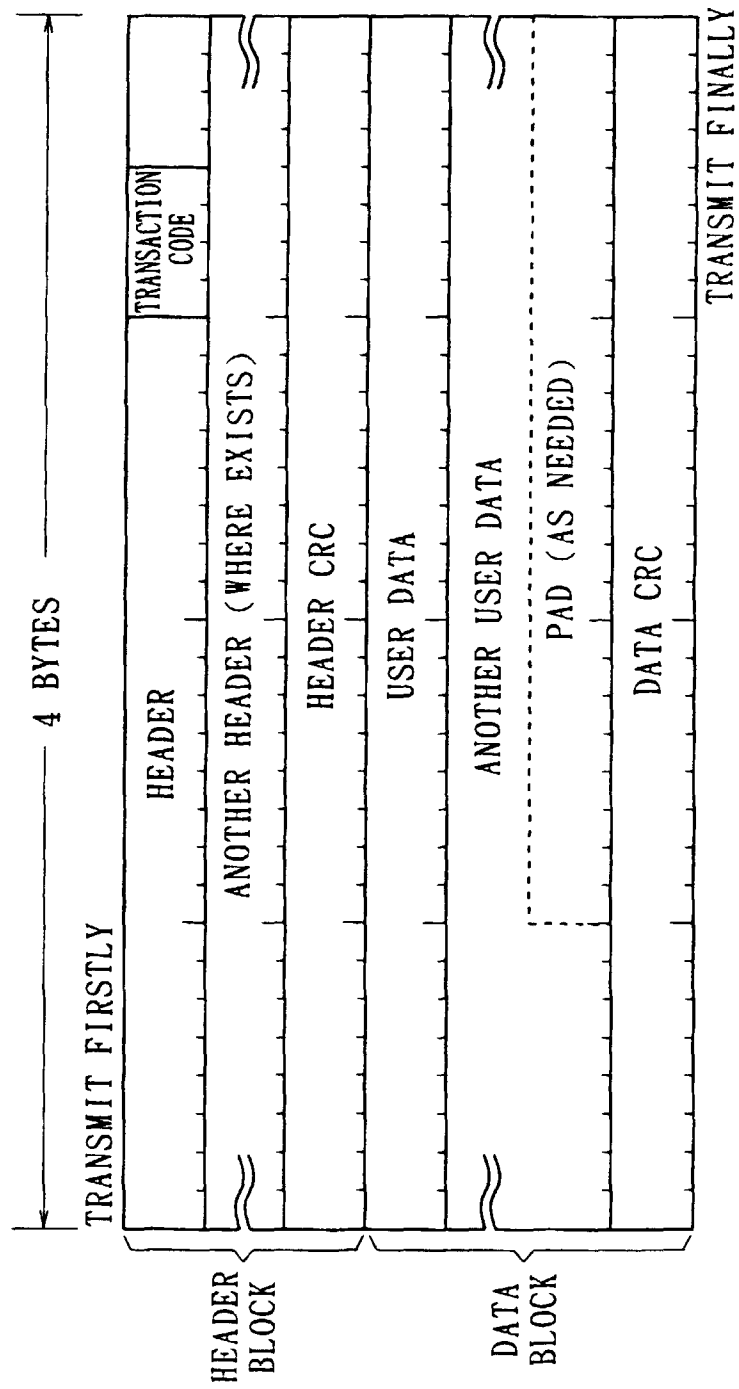 4 BYTES
TRANSMIT FIRSTLY
HEADER
TRANSACTION
CODE
ANOTHER HEADER (WHERE EXISTS)
HEADER CRC
HEADER
BLOCK
USER DATA
ANOTHER USER DATA
PAD (AS NEEDED)
DATA CRC
DATA
BLOCK
TRANSMIT FINALLY